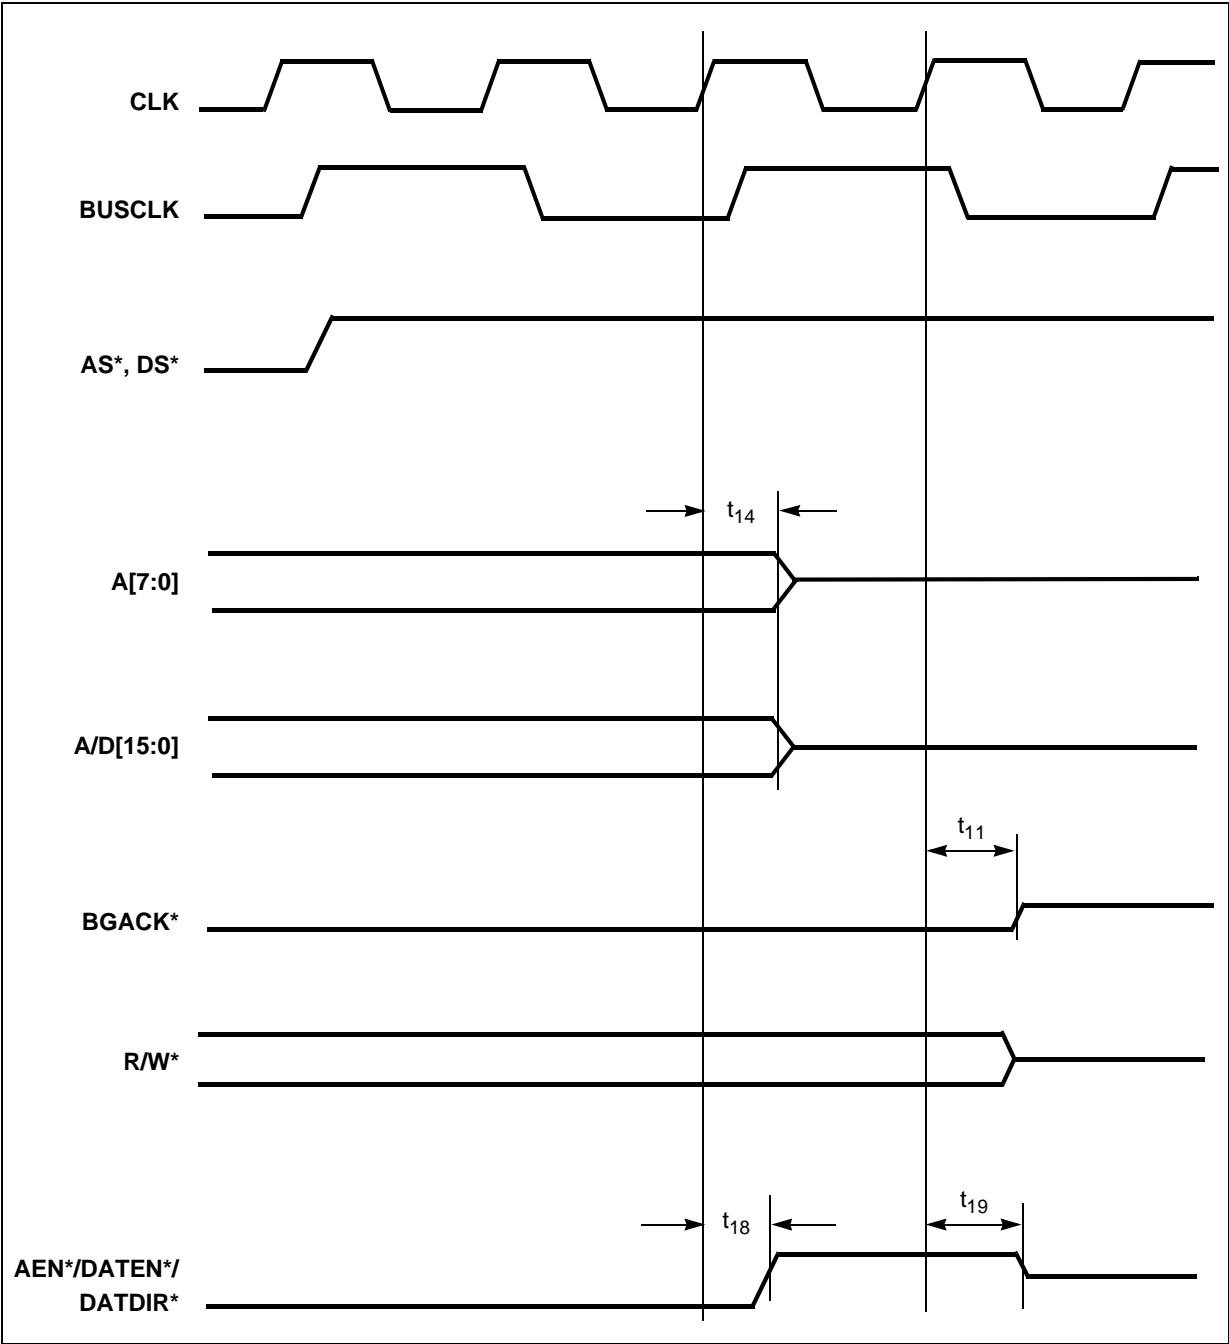 CLK
BUSCLK
AS*, DS*
t14
A[7:0]
A/D[15:0]
t11
BGACK*
R/W*
t18
t19
AEN*/DATEN*/
DATDIR*